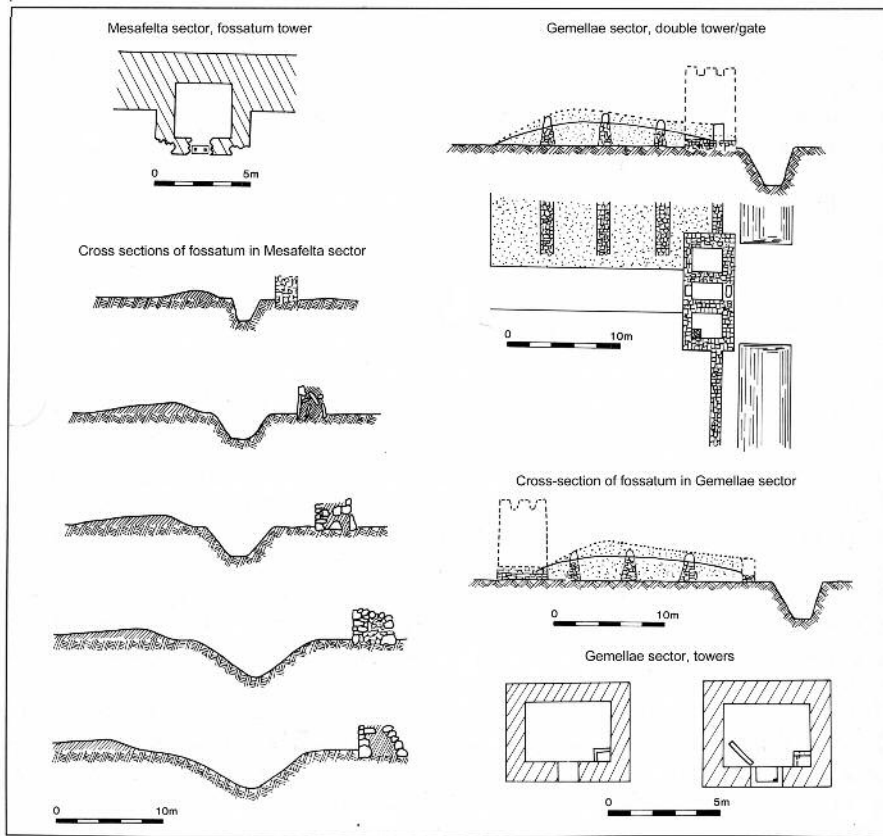 Mesafelta sector, fossatum tower
0 5m
Cross sections of fossatum in Mesafelta sector
0 10m
Gemellae sector, double tower/gate
0 10m
Cross-section of fossatum in Gemellae sector
0 10m
Gemellae sector, towers
0 5m